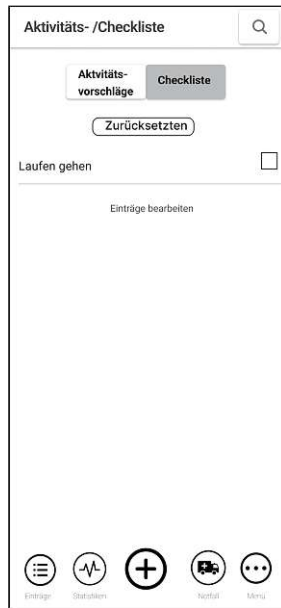 Aktivitäts- /Checkliste
Aktvitäts-
vorschläge
Checkliste
Zurücksetzten
Laufen gehen
Einträge bearbeiten
Einträge
Statistiken
Notfall
Menü